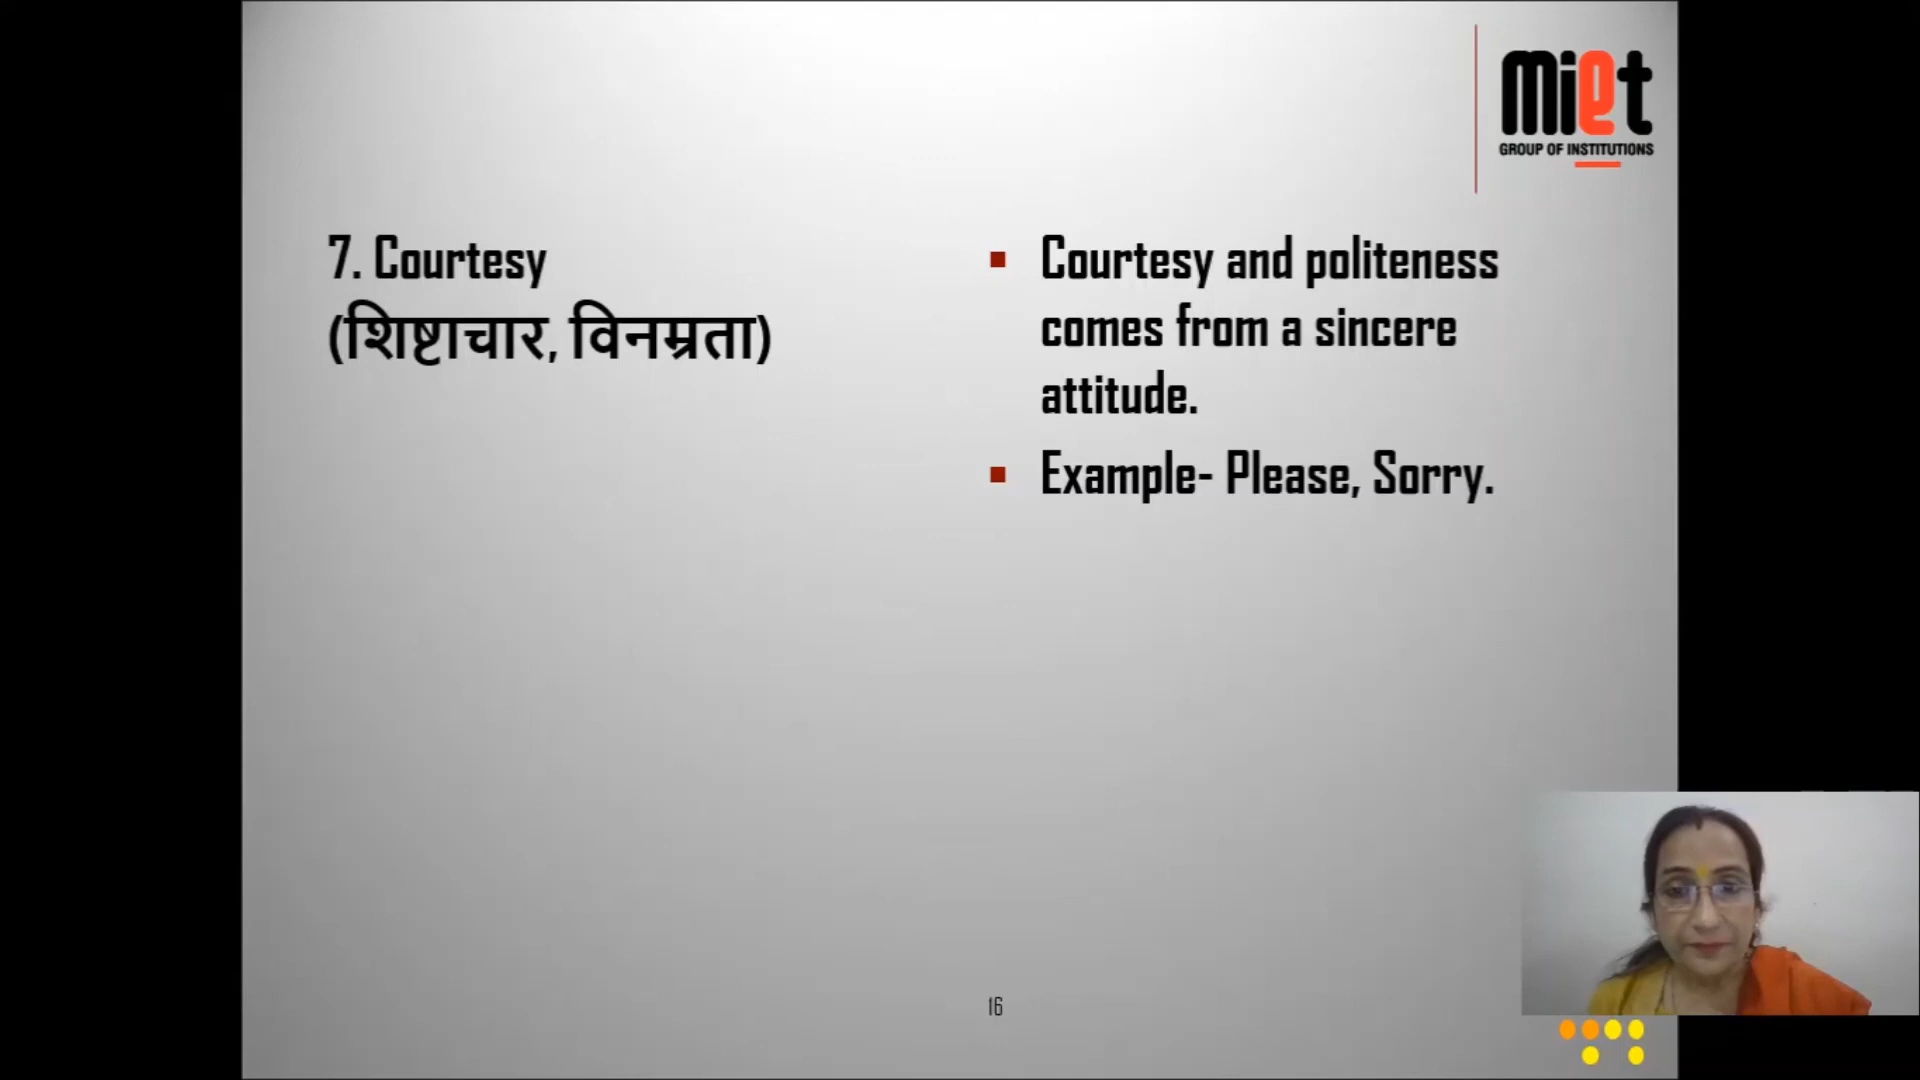 miet
GROUP OF INSTITUTIONS
7. Courtesy
(शिष्टाचार, विनम्रता)
Courtesy and politeness
comes from a sincere
attitude.
Example- Please, Sorry.
16